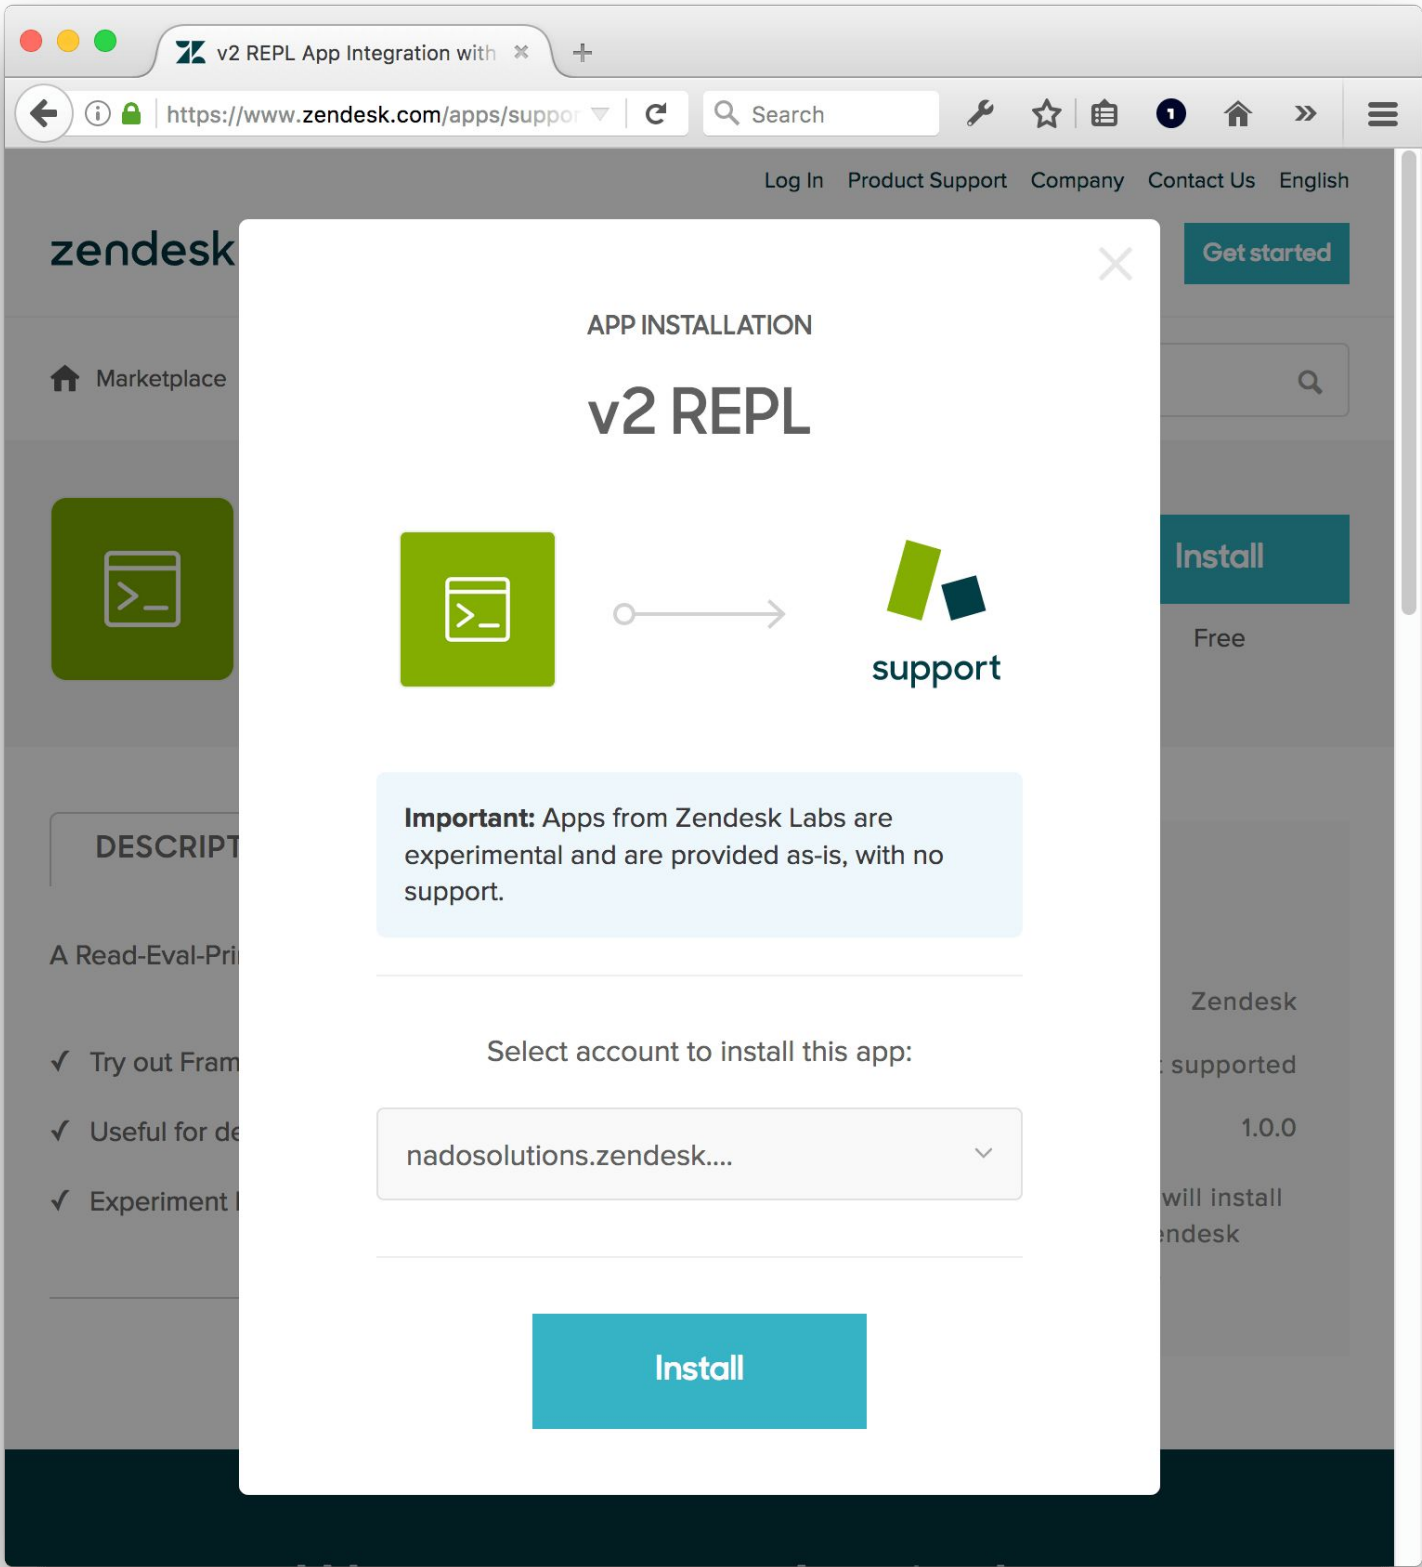 v2 REPL App Integration with
https://www.zendesk.com/apps/suppor
Search
1
Log In Product Support Company Contact Us English
zendesk
Get started
Marketplace
APP INSTALLATION
v2 REPL
Install
Free
support
Important: Apps from Zendesk Labs are
experimental and are provided as-is, with no
support.
DESCRIPT
A Read-Eval-Pri
Try out Fram
Useful for de
Experiment
Zendesk
supported
1.0.0
will install
endesk
Select account to install this app:
nadosolutions.zendesk....
Install